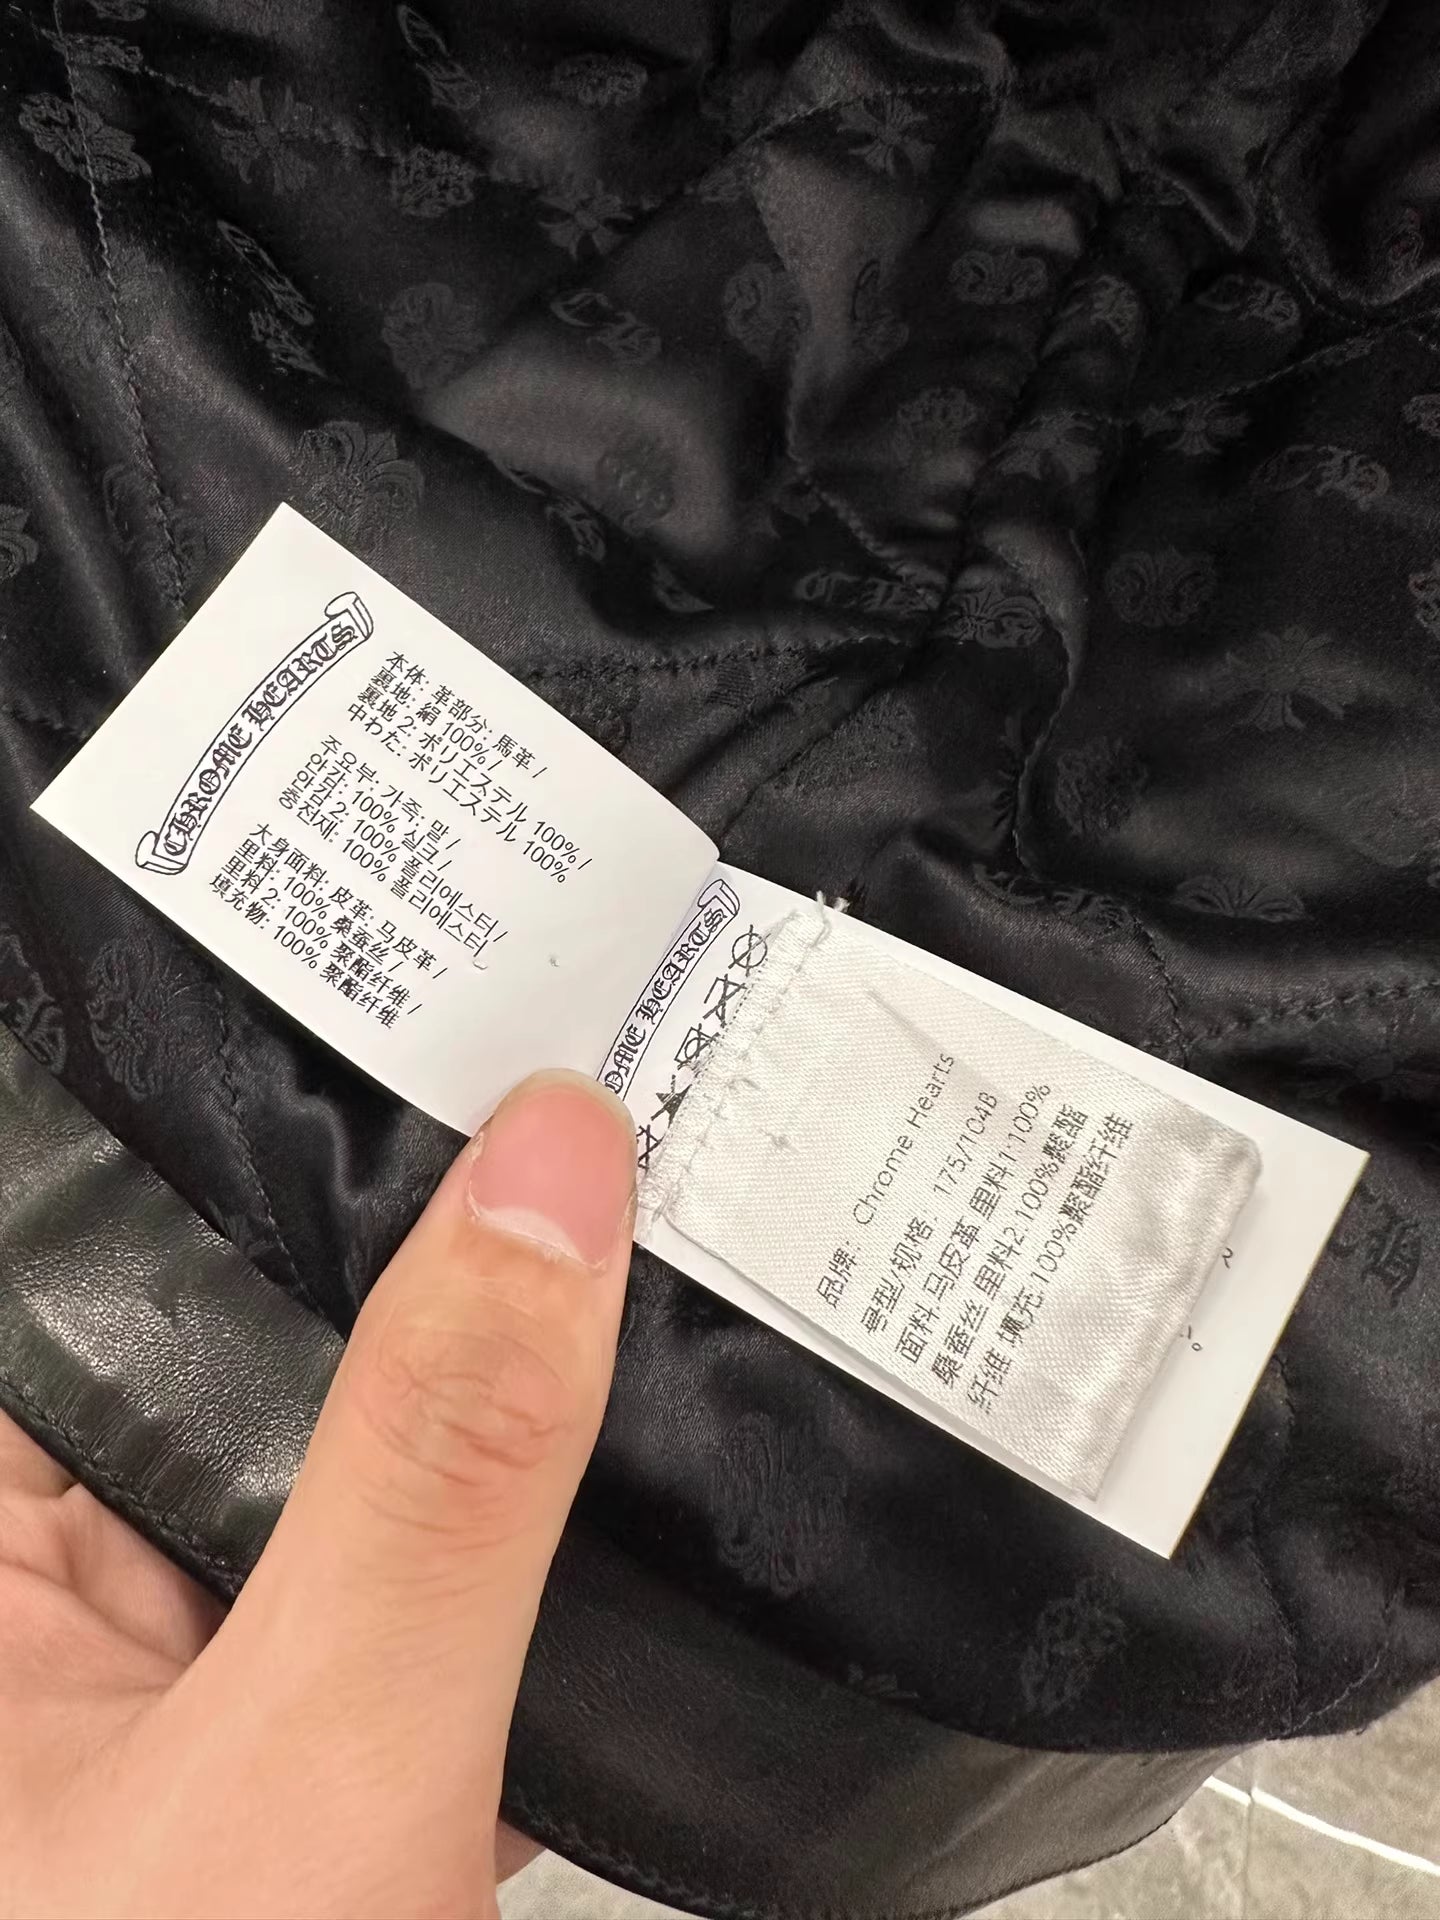 CHROME HEARTS
本体: 革部分: 馬革 /
裏地: 絹 100% /
裏地 2: ポリエステル 100% /
中わた: ポリエステル 100%
주요부: 가죽: 말 /
안감: 100% 실크 /
안감 2: 100% 폴리에스터 /
충전재: 100% 폴리에스터
大身面料: 皮革: 马皮革 /
里料: 100% 桑蚕丝 /
里料 2: 100% 聚酯纤维 /
填充物: 100% 聚酯纤维
OME HEARTS
品牌: Chrome Hearts
号型/规格: 175/104B
面料:马皮革 里料1:100%
桑蚕丝 里料2:100%聚酯
纤维 填充:100%聚酯纤维